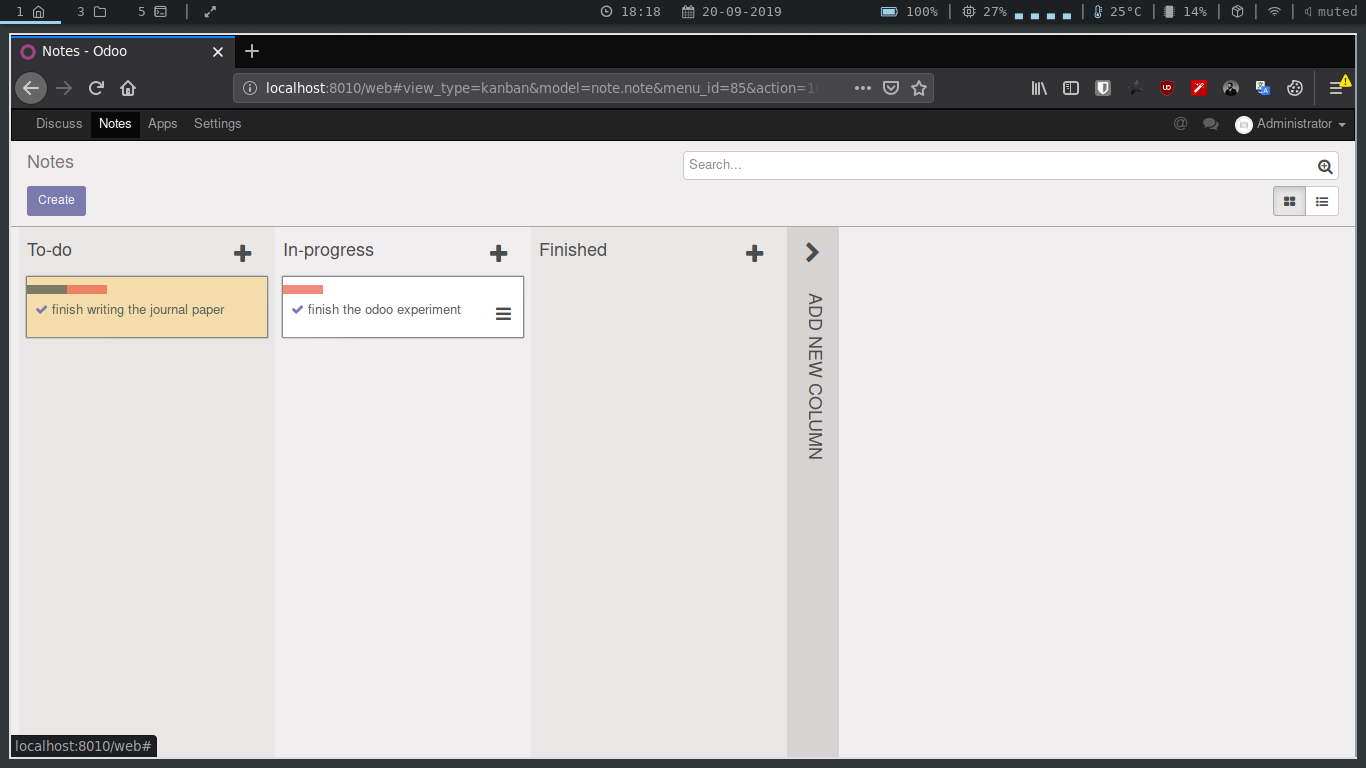 1 3 5 18:18 20-09-2019 100% 27% 25°C 14% muted
Notes - Odoo
localhost:8010/web#view_type=kanban&model=note.note&menu_id=85&action=1
Discuss Notes Apps Settings Administrator
Notes
Search...
Create
To-do In-progress Finished
finish writing the journal paper finish the odoo experiment
ADD NEW COLUMN
localhost:8010/web#